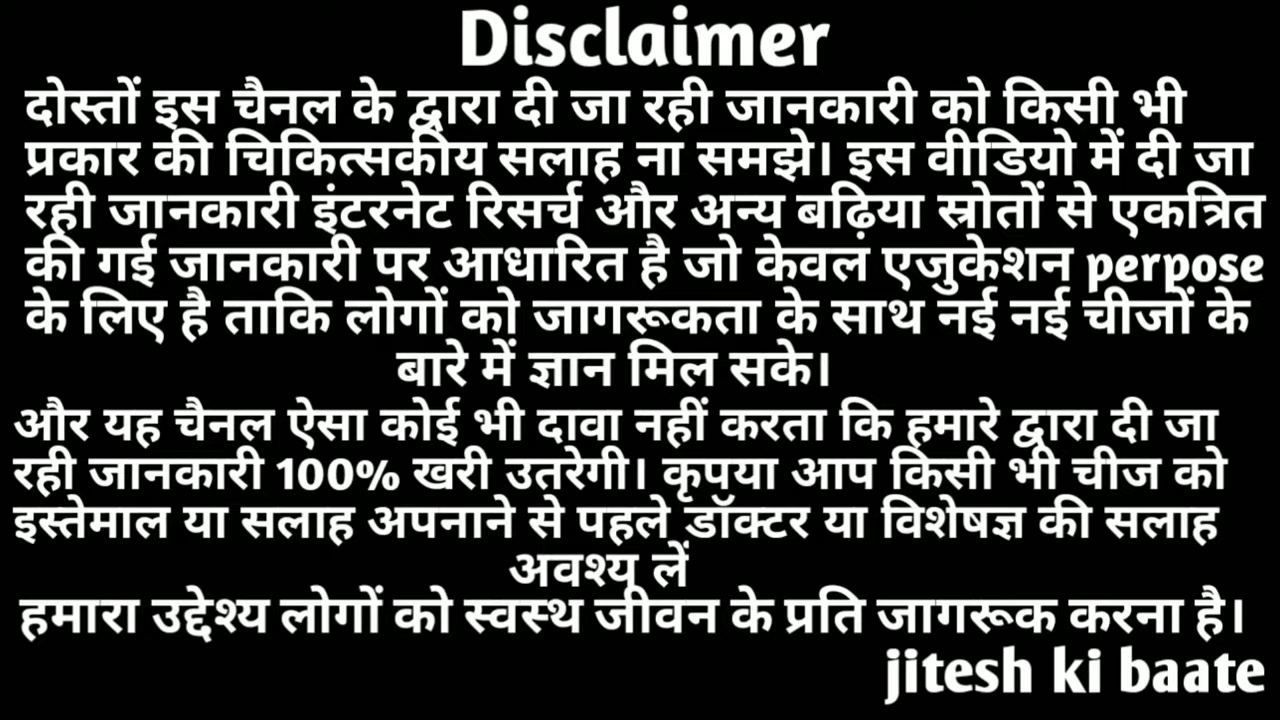 Disclaimer
दोस्तों इस चैनल के द्वारा दी जा रही जानकारी को किसी भी
प्रकार की चिकित्सकीय सलाह ना समझे। इस वीडियो में दी जा
रही जानकारी इंटरनेट रिसर्च और अन्य बढ़िया स्रोतों से एकत्रित
की गई जानकारी पर आधारित है जो केवल एजुकेशन perpose
के लिए है ताकि लोगों को जागरूकता के साथ नई नई चीजों के
बारे में ज्ञान मिल सके।
और यह चैनल ऐसा कोई भी दावा नहीं करता कि हमारे द्वारा दी जा
रही जानकारी 100% खरी उतरेगी। कृपया आप किसी भी चीज को
इस्तेमाल या सलाह अपनाने से पहले डॉक्टर या विशेषज्ञ की सलाह
अवश्य लें
हमारा उद्देश्य लोगों को स्वस्थ जीवन के प्रति जागरूक करना है।
jitesh ki baate